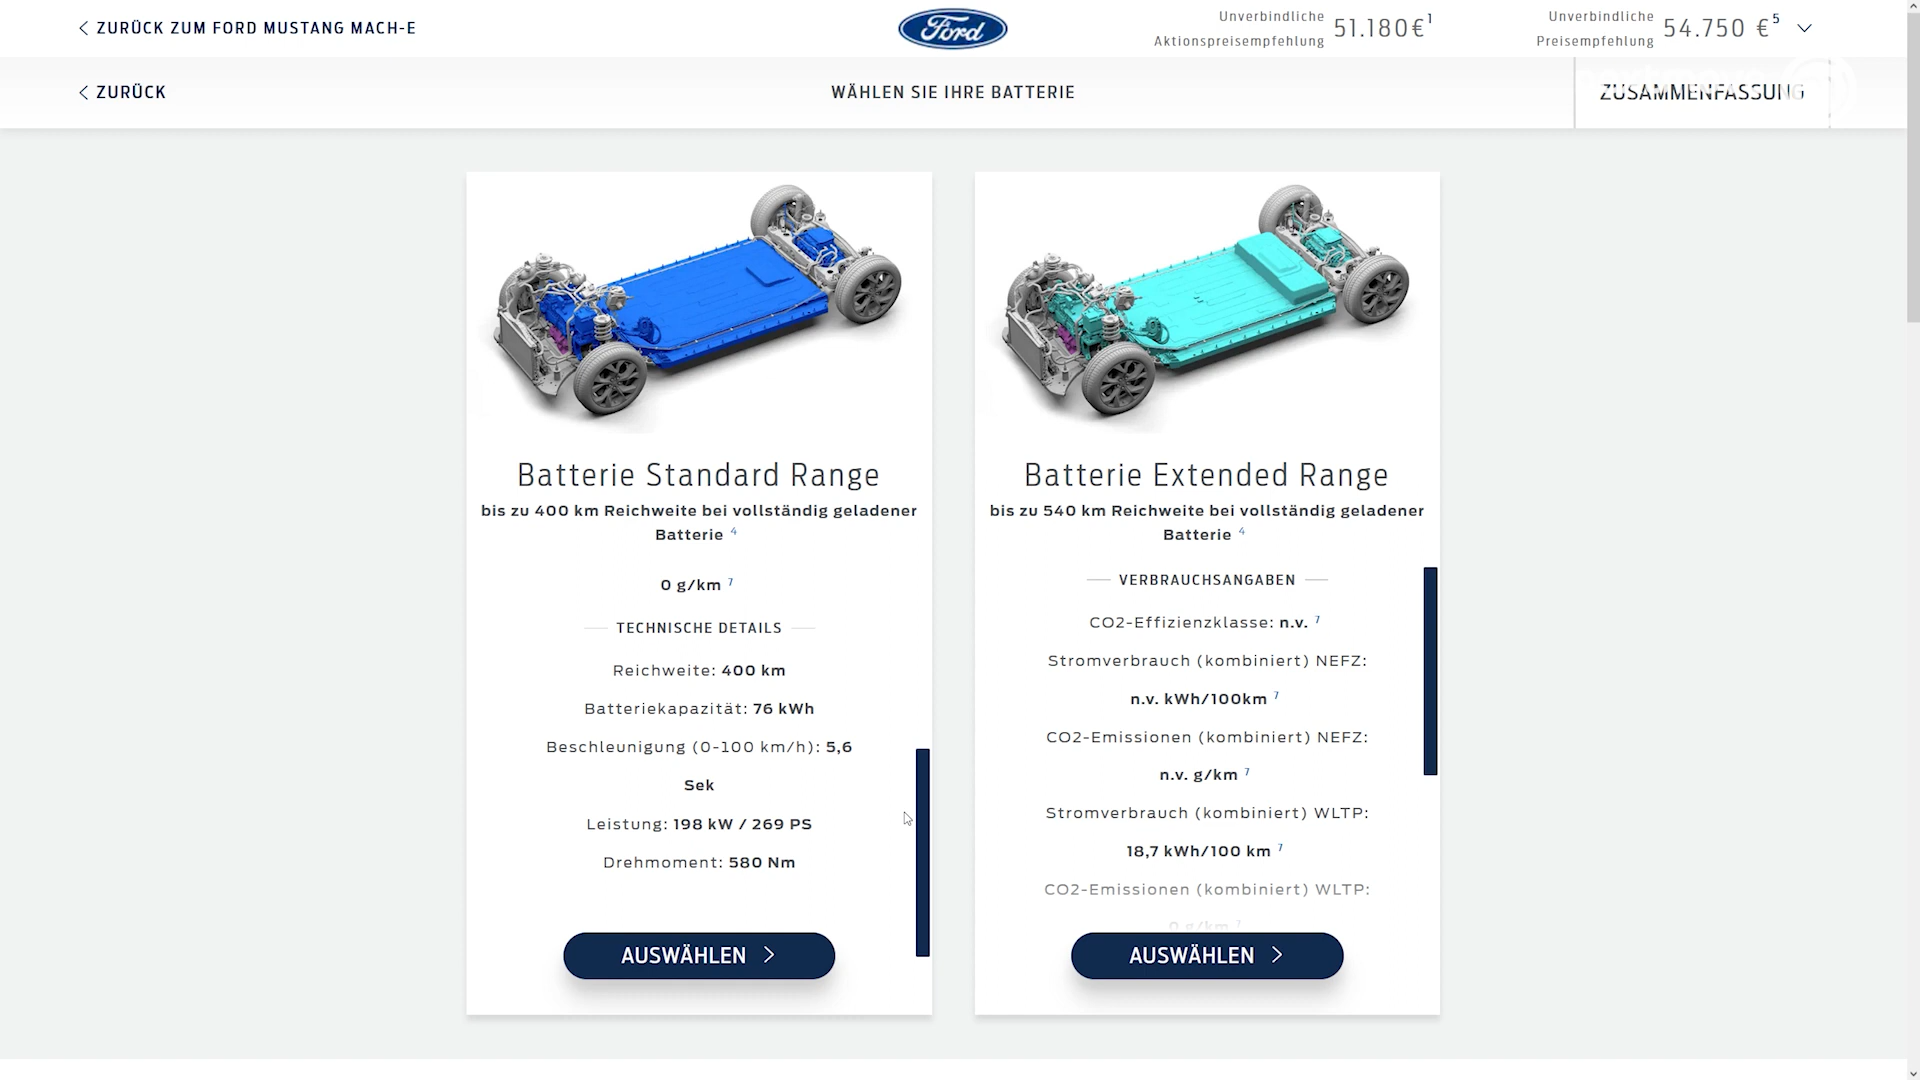 ZURÜCK ZUM FORD MUSTANG MACH-E
Ford
Unverbindliche
Aktionspreisempfehlung
51.180€1
Unverbindliche
Preisempfehlung
54.750 €5
ZURÜCK
WÄHLEN SIE IHRE BATTERIE
ZUSAMMENFASSUNG
Batterie Standard Range
bis zu 400 km Reichweite bei vollständig geladener
Batterie 4
0 g/km 7
TECHNISCHE DETAILS
Reichweite: 400 km
Batteriekapazität: 76 kWh
Beschleunigung (0-100 km/h): 5,6
Sek
Leistung: 198 kW / 269 PS
Drehmoment: 580 Nm
AUSWÄHLEN
Batterie Extended Range
bis zu 540 km Reichweite bei vollständig geladener
Batterie 4
VERBRAUCHSANGABEN
CO2-Effizienzklasse: n.v. 7
Stromverbrauch (kombiniert) NEFZ:
n.v. kWh/100km 7
CO2-Emissionen (kombiniert) NEFZ:
n.v. g/km 7
Stromverbrauch (kombiniert) WLTP:
18,7 kWh/100 km 7
CO2-Emissionen (kombiniert) WLTP:
0 g/km 7
AUSWÄHLEN